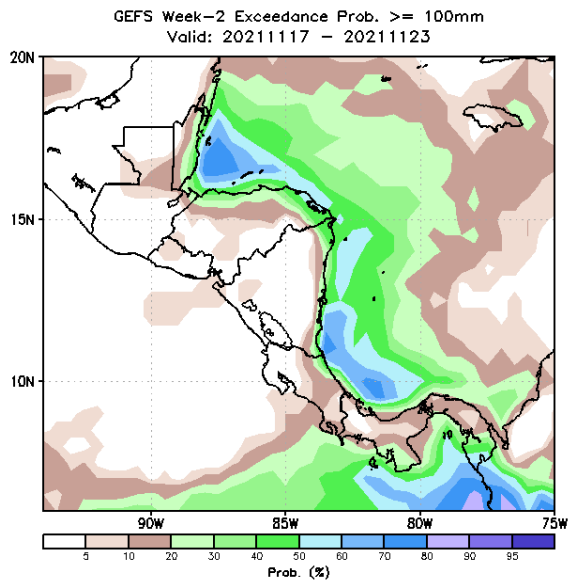 GEFS Week-2 Exceedance Prob. >= 100mm
Valid: 20211117 - 20211123
20N
15N
10N
90W 85W 80W 75W
5 10 20 30 40 50 60 70 80 90 95
Prob. (%)